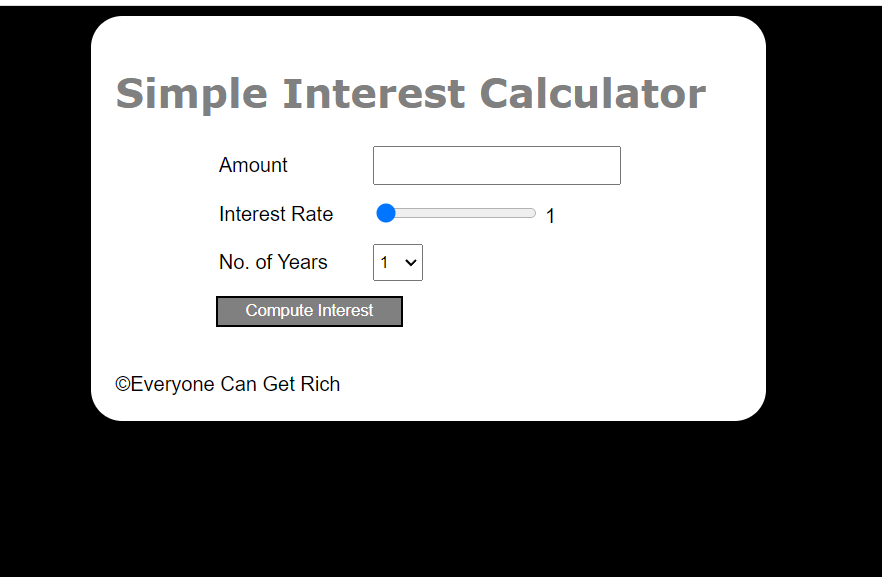 Simple Interest Calculator
Amount
Interest Rate 1
No. of Years 1
Compute Interest
©Everyone Can Get Rich